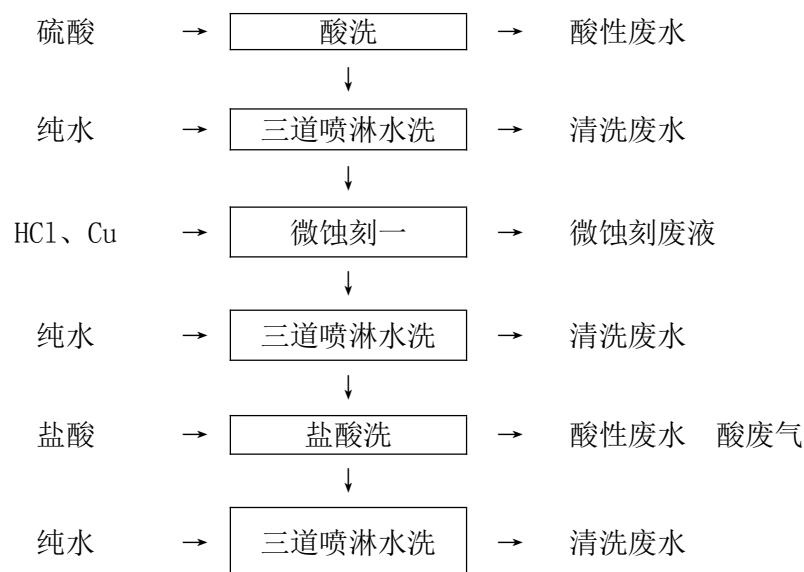 硫酸 → 酸洗 → 酸性废水
↓
纯水 → 三道喷淋水洗 → 清洗废水
↓
HCl、Cu → 微蚀刻一 → 微蚀刻废液
↓
纯水 → 三道喷淋水洗 → 清洗废水
↓
盐酸 → 盐酸洗 → 酸性废水 酸废气
↓
纯水 → 三道喷淋水洗 → 清洗废水